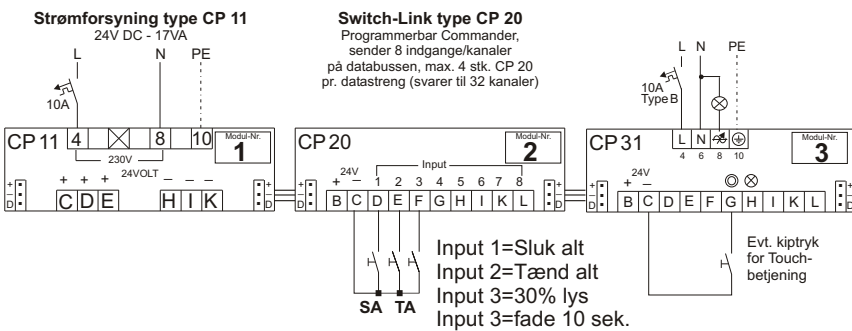 Strømforsyning type CP 11
24V DC - 17VA
L N PE
10A
CP 11 4 8 10 Modul-Nr. 1
230V
24VOLT
+ + + – – –
C D E H I K
+ – D
+ – D
Switch-Link type CP 20
Programmerbar Commander,
sender 8 indgange/kanaler
på databussen, max. 4 stk. CP 20
pr. datastreng (svarer til 32 kanaler)
CP 20 Modul-Nr. 2
24V Input
+ – 1 2 3 4 5 6 7 8
B C D E F G H I K L
+ – D
+ – D
SA TA
Input 1=Sluk alt
Input 2=Tænd alt
Input 3=30% lys
Input 3=fade 10 sek.
L N PE
10A
Type B
CP 31 L N Modul-Nr. 3
4 6 8 10
24V
+ –
B C D E F G H I K L
+ – D
+ – D
Evt. kiptryk
for Touch-
betjening